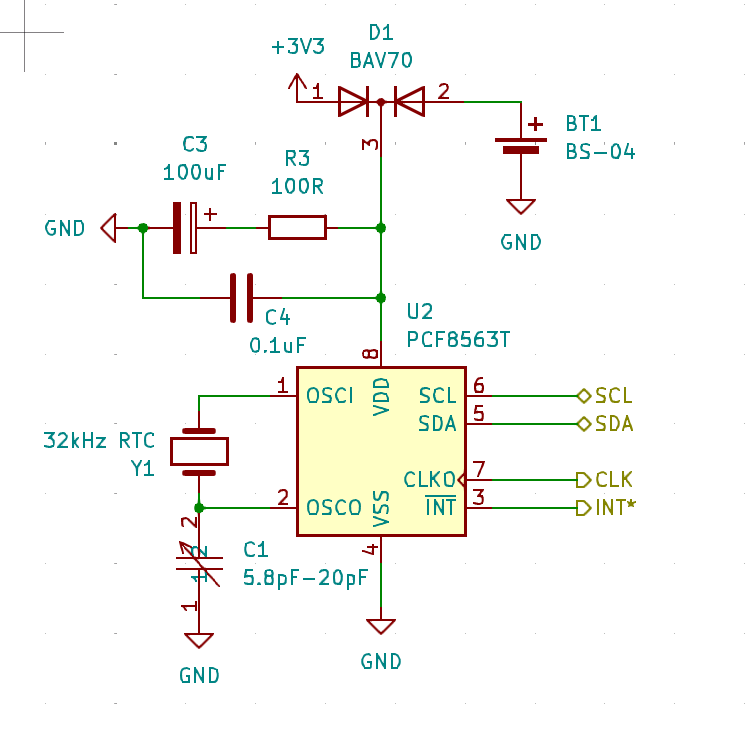 D1
BAV70
+3V3
1
2
3
BT1
BS-04
GND
C3
100uF
+
R3
100R
GND
C4
0.1uF
U2
PCF8563T
8
1
OSCI
VDD
SCL
6
SCL
SDA
5
SDA
32kHz RTC
Y1
CLKO
7
CLK
2
OSCO
VSS
INT
3
INT*
2
4
C1
5.8pF-20pF
2
1
1
GND
GND